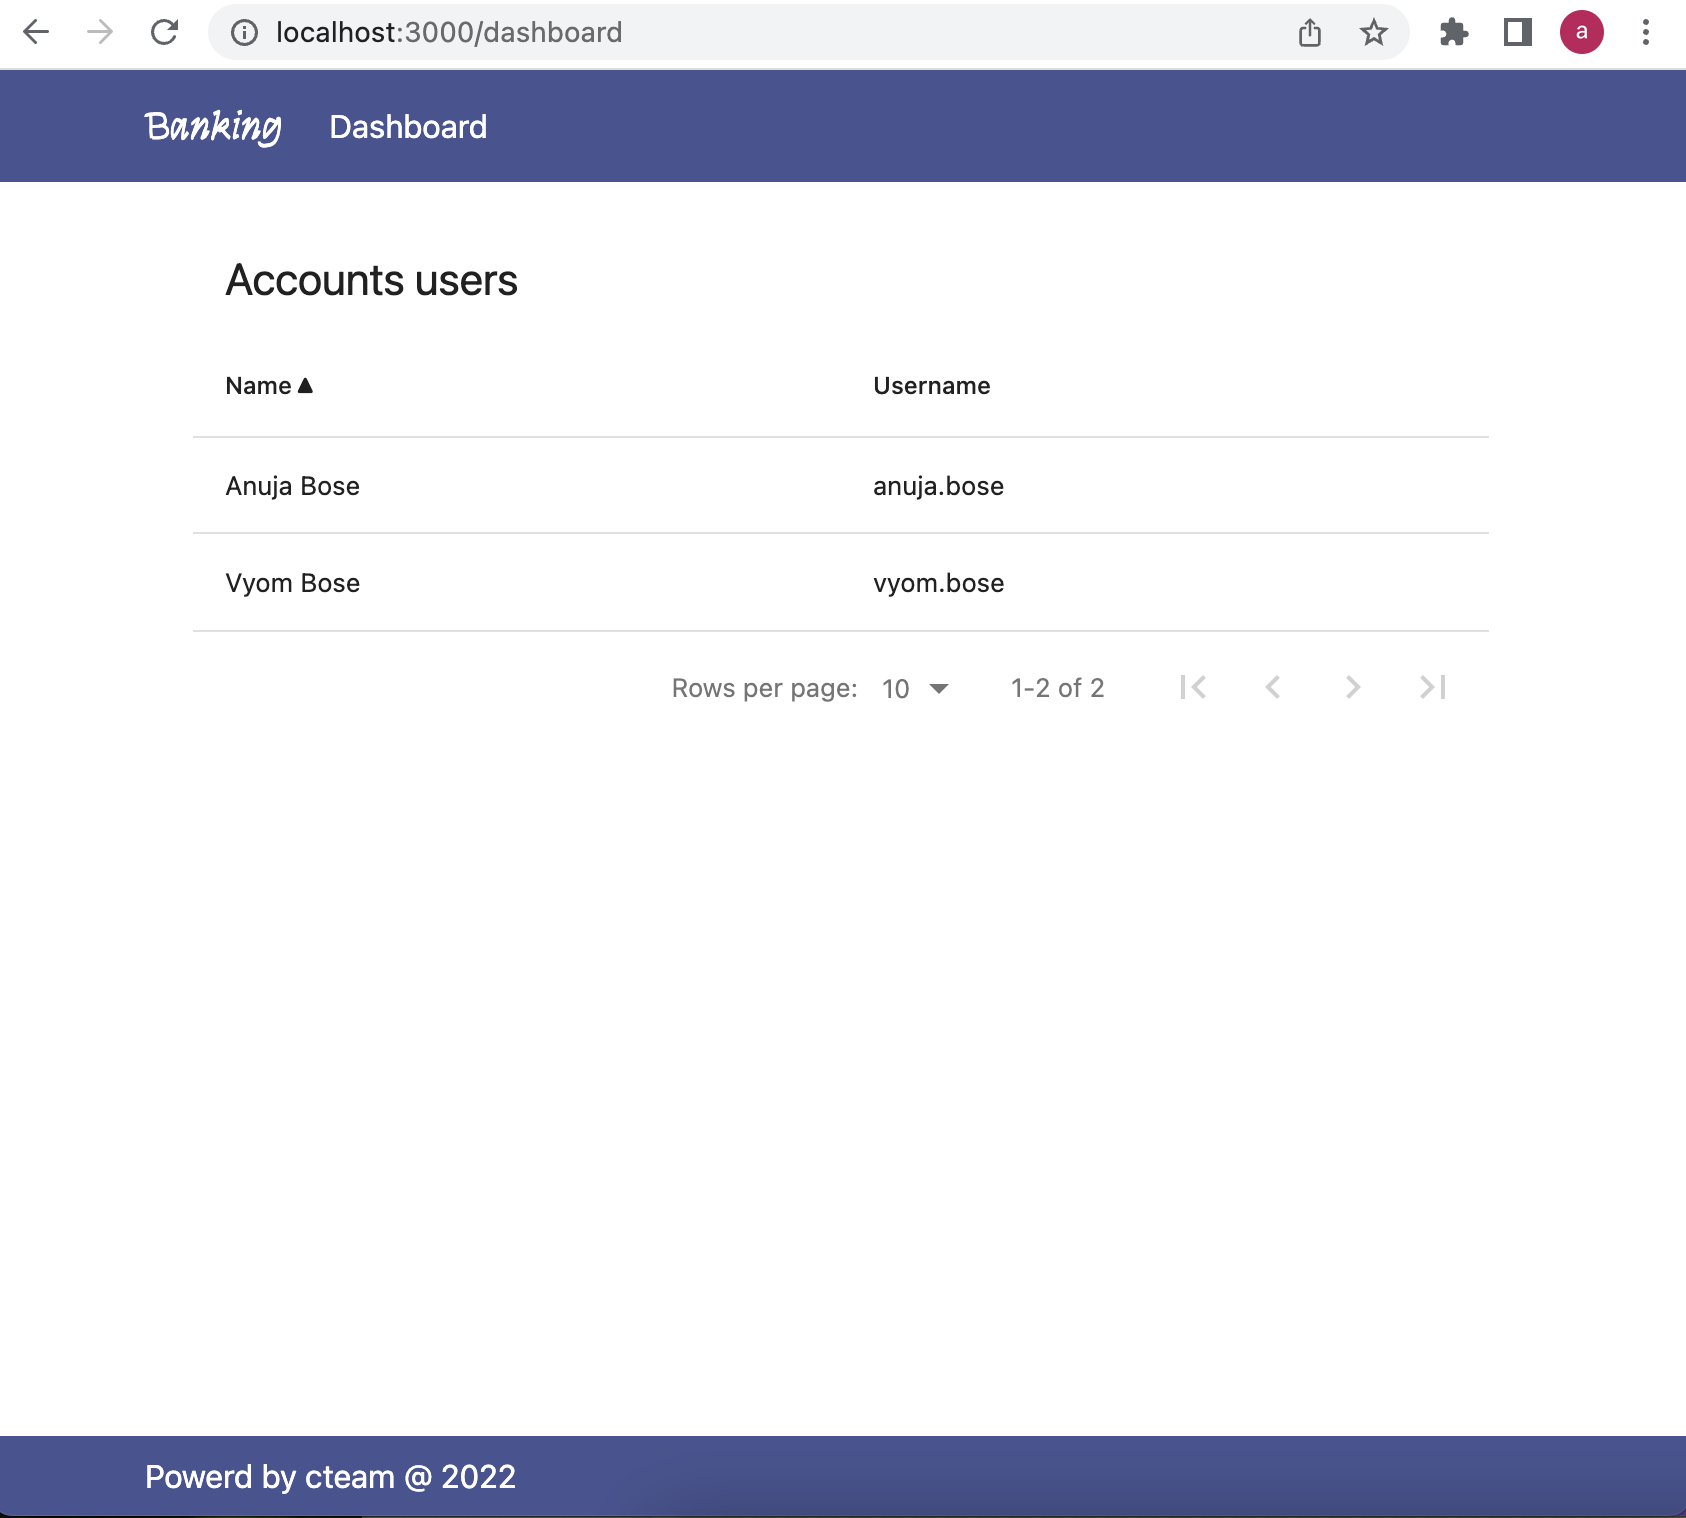 localhost:3000/dashboard
a
Banking Dashboard
Accounts users
Name Username
Anuja Bose anuja.bose
Vyom Bose vyom.bose
Rows per page: 10 1-2 of 2
Powerd by cteam @ 2022